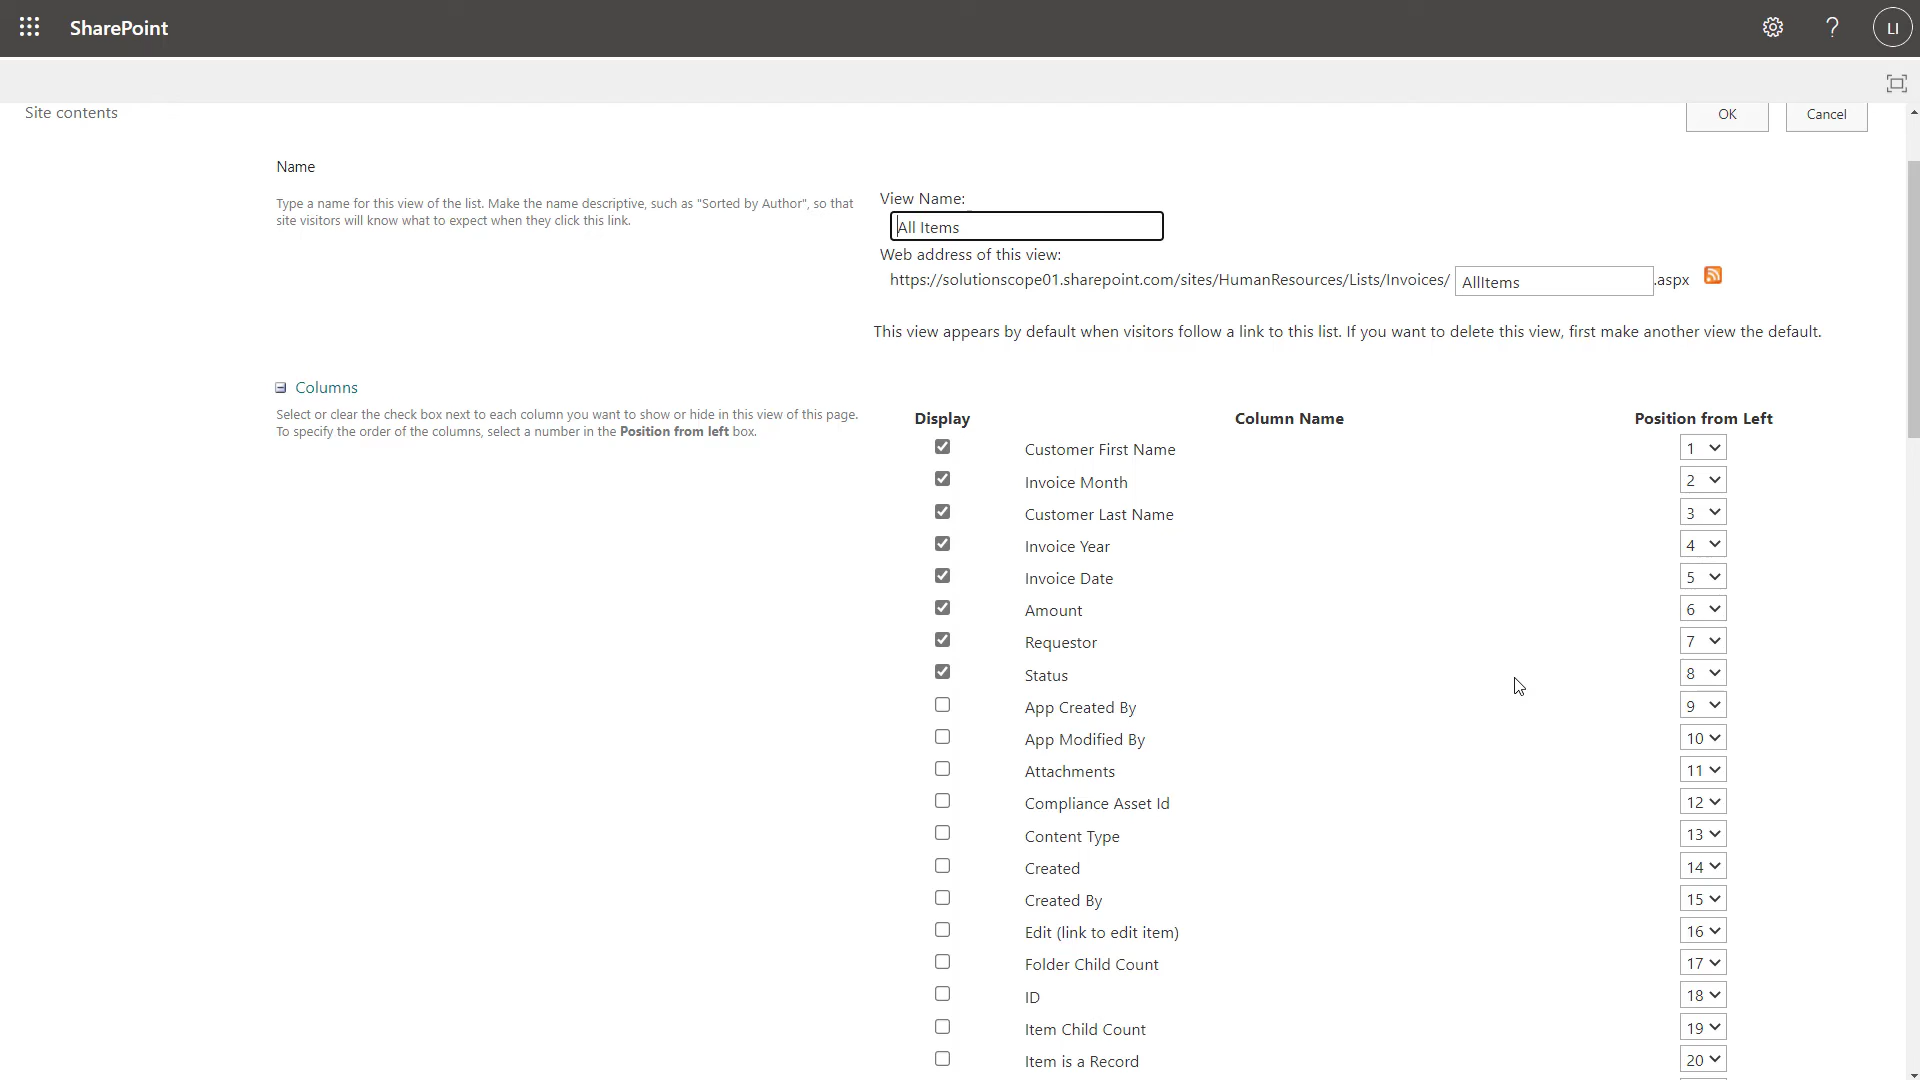 SharePoint
?
LI
Site contents
OK
Cancel
Name
Type a name for this view of the list. Make the name descriptive, such as "Sorted by Author", so that
site visitors will know what to expect when they click this link.
View Name:
All Items
Web address of this view:
https://solutionscope01.sharepoint.com/sites/HumanResources/Lists/Invoices/ AllItems .aspx
This view appears by default when visitors follow a link to this list. If you want to delete this view, first make another view the default.
Columns
Select or clear the check box next to each column you want to show or hide in this view of this page.
To specify the order of the columns, select a number in the Position from left box.
Display Column Name Position from Left
Customer First Name 1
Invoice Month 2
Customer Last Name 3
Invoice Year 4
Invoice Date 5
Amount 6
Requestor 7
Status 8
App Created By 9
App Modified By 10
Attachments 11
Compliance Asset Id 12
Content Type 13
Created 14
Created By 15
Edit (link to edit item) 16
Folder Child Count 17
ID 18
Item Child Count 19
Item is a Record 20